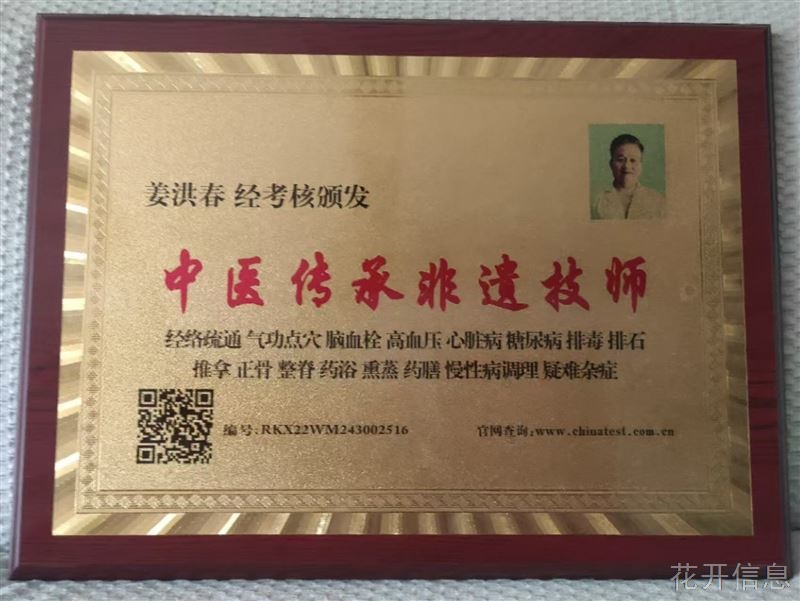 姜洪春 经考核颁发
中医传承非遗技师
经络疏通 气功点穴 脑血栓 高血压 心脏病 糖尿病 排毒 排石
推拿 正骨 整脊 药浴 熏蒸 药膳 慢性病调理 疑难杂症
编号:RKX22WM243002516 官网查询:www.chinatest.com.cn
花开信息